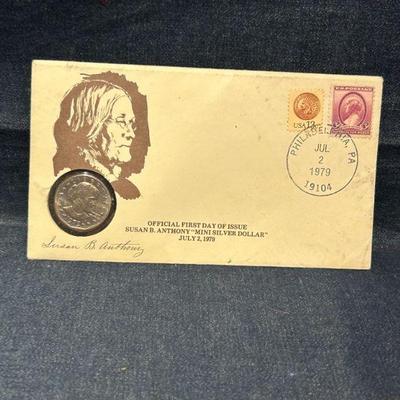 USA 13
U.S. POSTAGE
PHILADELPHIA, PA
JUL
2
1979
19104
OFFICIAL FIRST DAY OF ISSUE
SUSAN B. ANTHONY "MINI SILVER DOLLAR"
JULY 2, 1979
Susan B. Anthony